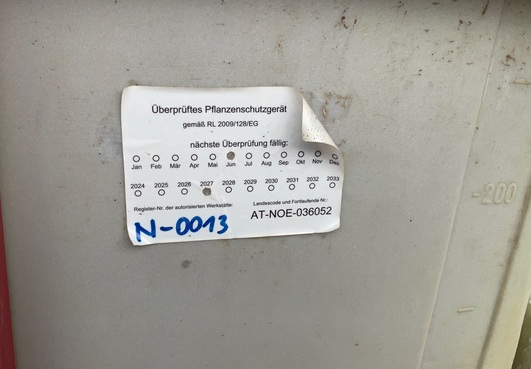 Überprüftes Pflanzenschutzgerät
gemäß RL 2009/128/EG
nächste Überprüfung fällig:
Jan Feb Mär Apr Mai Jun Jul Aug Sep Okt Nov Dez
2024 2025 2026 2027 2028 2029 2030 2031 2032 2033
Register-Nr. der autorisierten Werkstätte:
Landescode und Fortlaufende Nr.:
N-0013
AT-NOE-036052
200